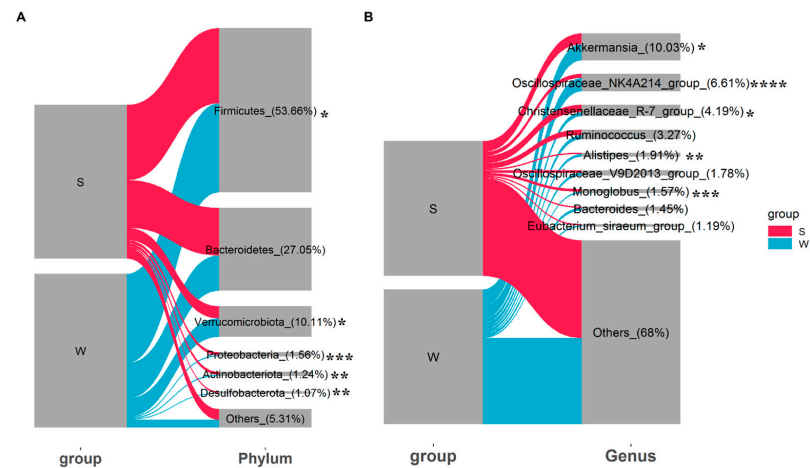 A
S
W
Firmicutes_(53.66%) *
Bacteroidetes_(27.05%)
Verrucomicrobiota_(10.11%) *
Proteobacteria_(1.56%) ***
Actinobacteriota_(1.24%) **
Desulfobacterota_(1.07%) **
Others_(5.31%)
group
Phylum
B
S
W
Akkermansia_(10.03%) *
Oscillospiraceae_NK4A214_group_(6.61%) ****
Christensenellaceae_R-7_group_(4.19%) *
Ruminococcus_(3.27%)
Alistipes_(1.91%) **
Oscillospiraceae_V9D2013_group_(1.78%)
Monoglobus_(1.57%) ***
Bacteroides_(1.45%)
Eubacterium_siraeum_group_(1.19%)
Others_(68%)
group
Genus
group
S
W